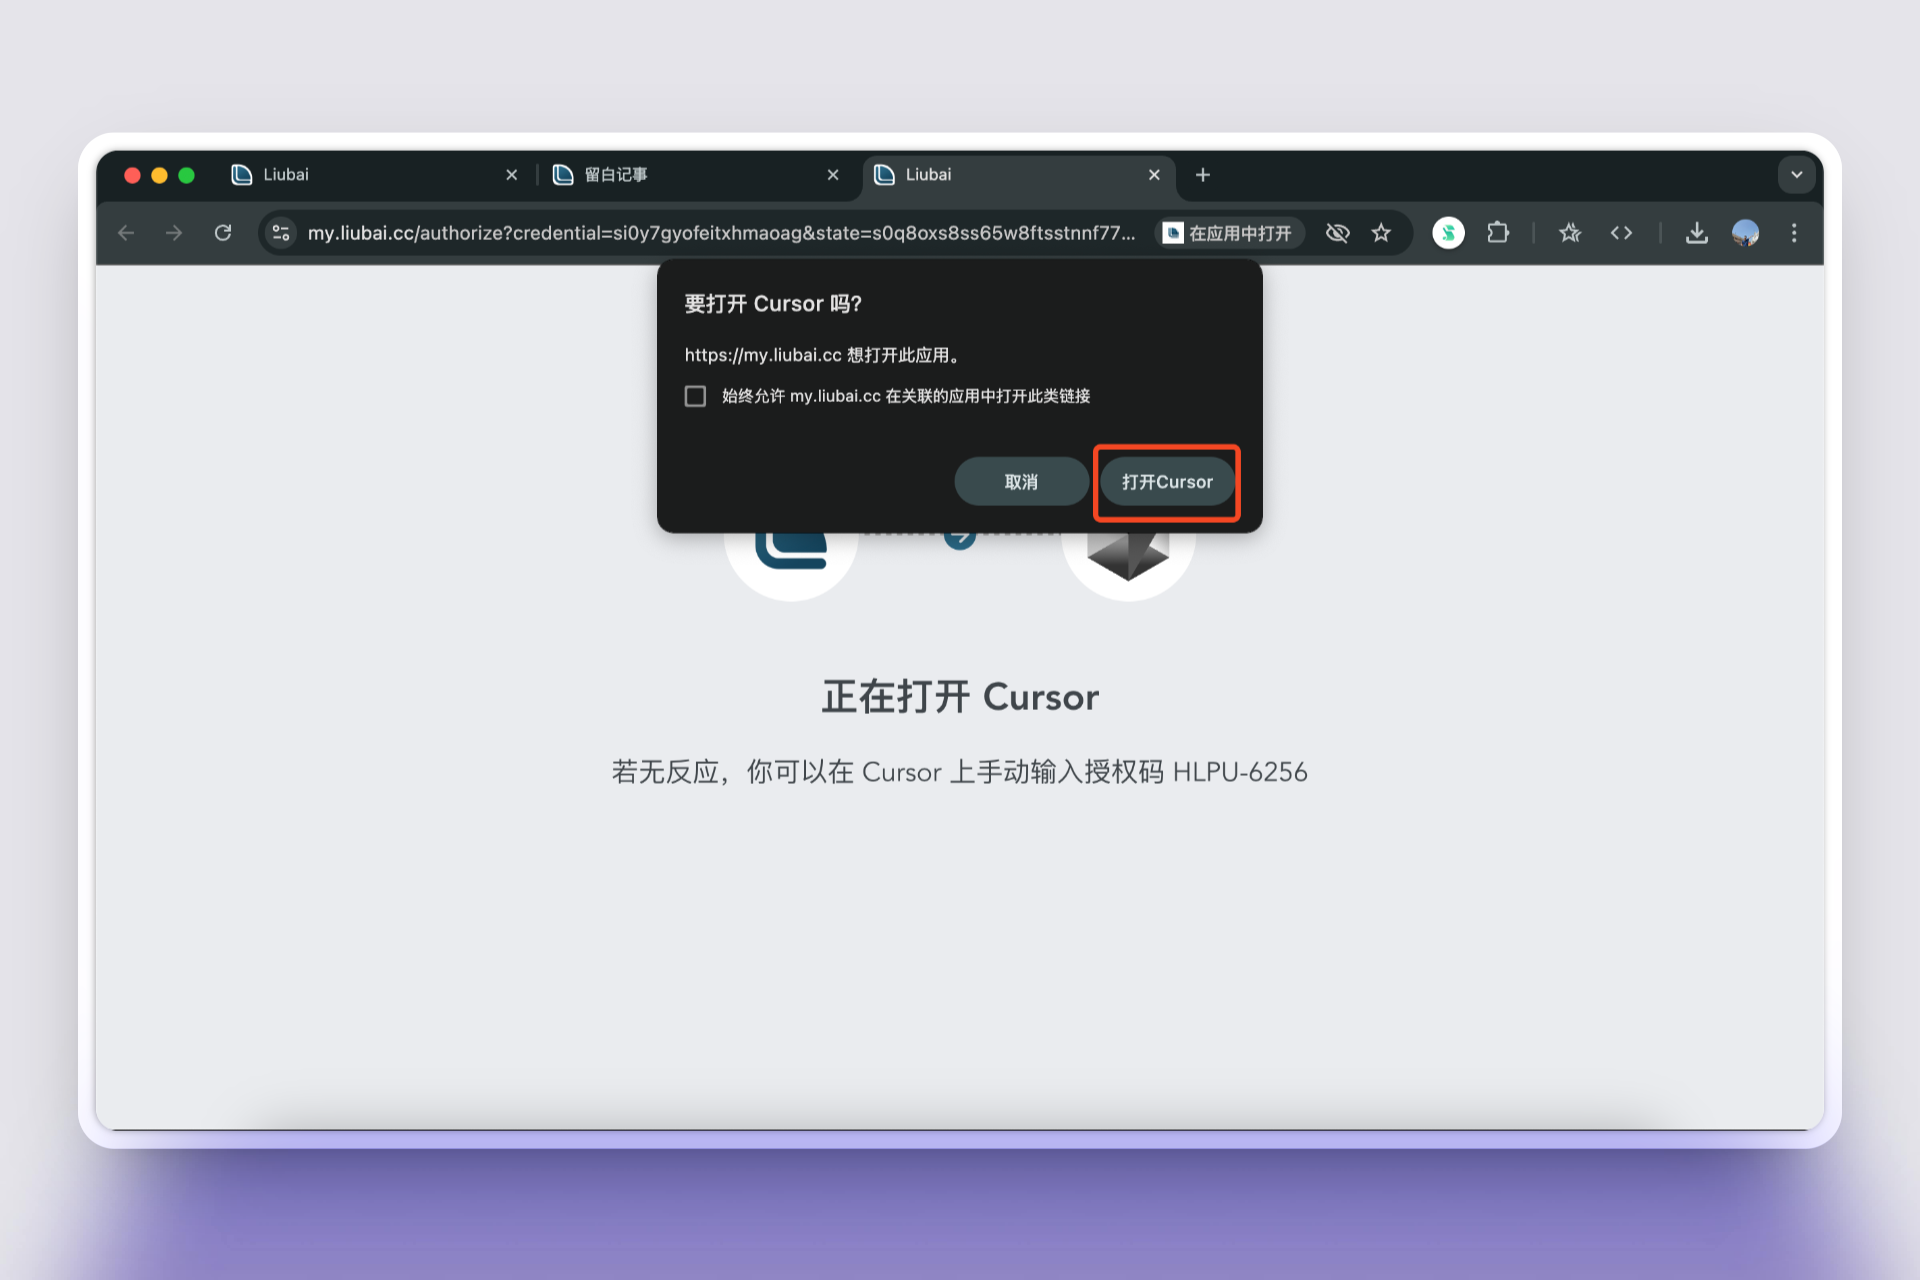 Liubai
留白记事
Liubai
my.liubai.cc/authorize?credential=si0y7gyofeitxhmaoag&state=s0q8oxs8ss65w8ftsstnnf77...
在应用中打开
要打开 Cursor 吗?
https://my.liubai.cc 想打开此应用。
始终允许 my.liubai.cc 在关联的应用中打开此类链接
取消
打开Cursor
正在打开 Cursor
若无反应，你可以在 Cursor 上手动输入授权码 HLPU-6256